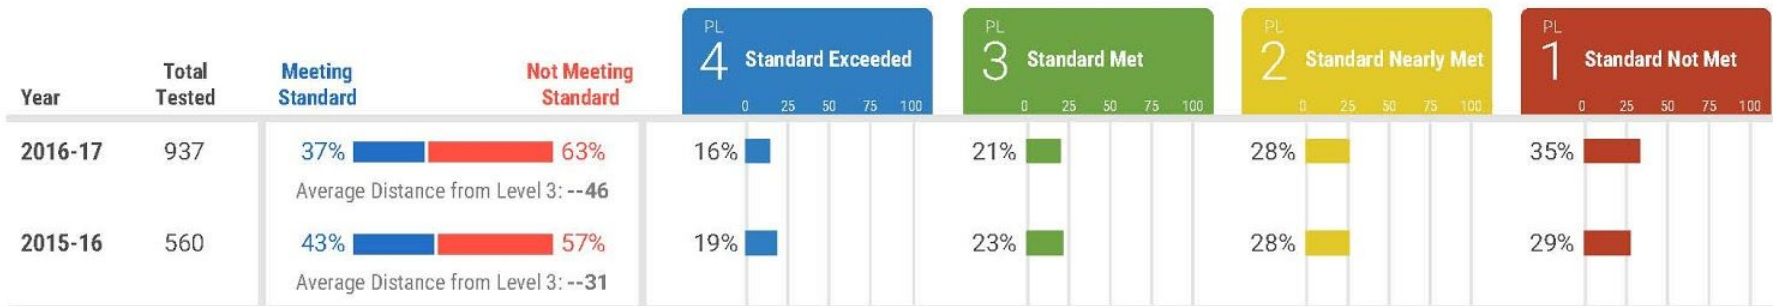 PL
4 Standard Exceeded
0 25 50 75 100
PL
3 Standard Met
0 25 50 75 100
PL
2 Standard Nearly Met
0 25 50 75 100
PL
1 Standard Not Met
0 25 50 75 100
Year
Total
Tested
Meeting
Standard
Not Meeting
Standard
2016-17 937 37% 63% 16% 21% 28% 35%
Average Distance from Level 3: --46
2015-16 560 43% 57% 19% 23% 28% 29%
Average Distance from Level 3: --31